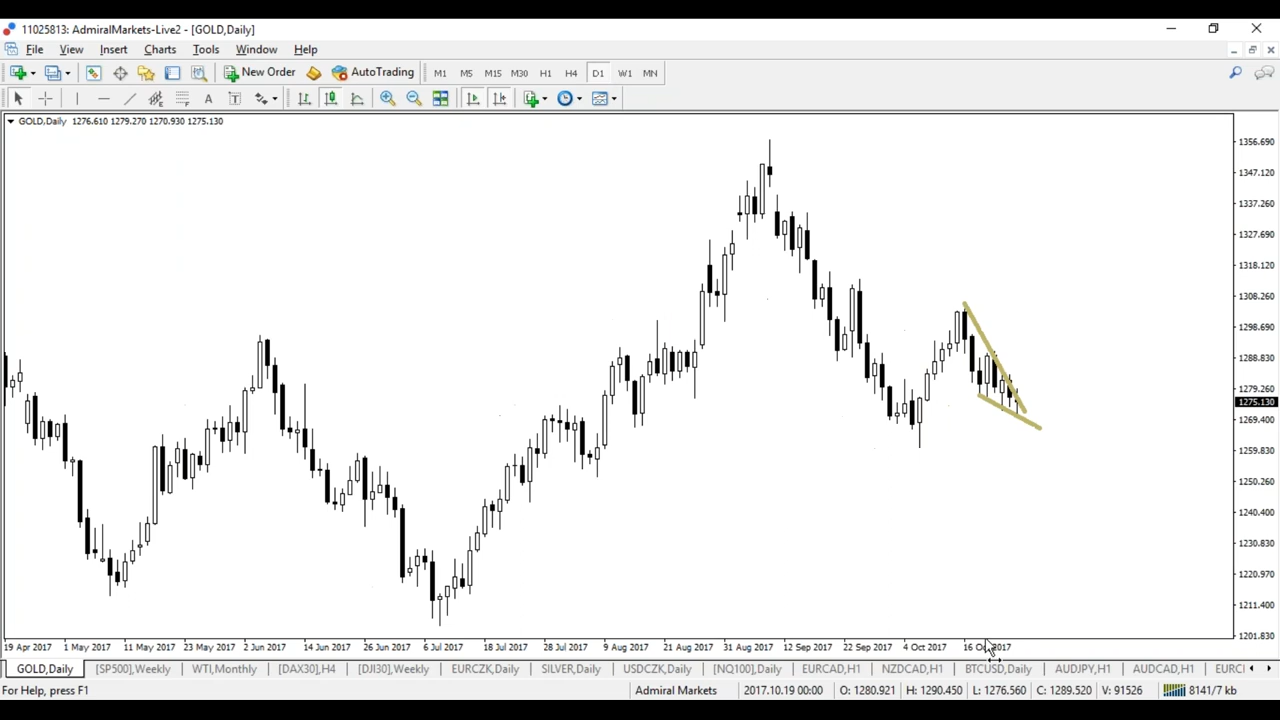 11025813: AdmiralMarkets-Live2 - [GOLD,Daily]
File View Insert Charts Tools Window Help
New Order AutoTrading M1 M5 M15 M30 H1 H4 D1 W1 MN
A T
GOLD,Daily 1276.610 1279.270 1270.930 1275.130
1356.690
1347.120
1337.260
1327.690
1318.120
1308.260
1298.690
1288.830
1279.260
1275.130
1269.400
1259.830
1250.260
1240.400
1230.830
1220.970
1211.400
1201.830
19 Apr 2017 1 May 2017 11 May 2017 23 May 2017 2 Jun 2017 14 Jun 2017 26 Jun 2017 6 Jul 2017 18 Jul 2017 28 Jul 2017 9 Aug 2017 21 Aug 2017 31 Aug 2017 12 Sep 2017 22 Sep 2017 4 Oct 2017 16 Oct 2017
GOLD,Daily [SP500],Weekly WTI,Monthly [DAX30],H4 [DJI30],Weekly EURCZK,Daily SILVER,Daily USDCZK,Daily [NQ100],Daily EURCAD,H1 NZDCAD,H1 BTCUSD,Daily AUDJPY,H1 AUDCAD,H1 EURCI
For Help, press F1 Admiral Markets 2017.10.19 00:00 O: 1280.921 H: 1290.450 L: 1276.560 C: 1289.520 V: 91526 8141/7 kb